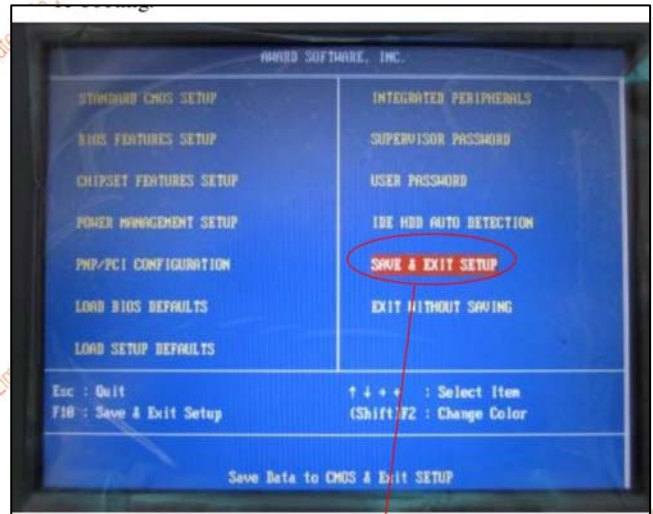 AWARD SOFTWARE, INC.
STANDARD CMOS SETUP
BIOS FEATURES SETUP
CHIPSET FEATURES SETUP
POWER MANAGEMENT SETUP
PNP/PCI CONFIGURATION
LOAD BIOS DEFAULTS
LOAD SETUP DEFAULTS
INTEGRATED PERIPHERALS
SUPERVISOR PASSWORD
USER PASSWORD
IDE HDD AUTO DETECTION
SAVE & EXIT SETUP
EXIT WITHOUT SAVING
Esc : Quit
F10 : Save & Exit Setup
↑ ↓ → ← : Select Item
(Shift)F2 : Change Color
Save Data to CMOS & Exit SETUP